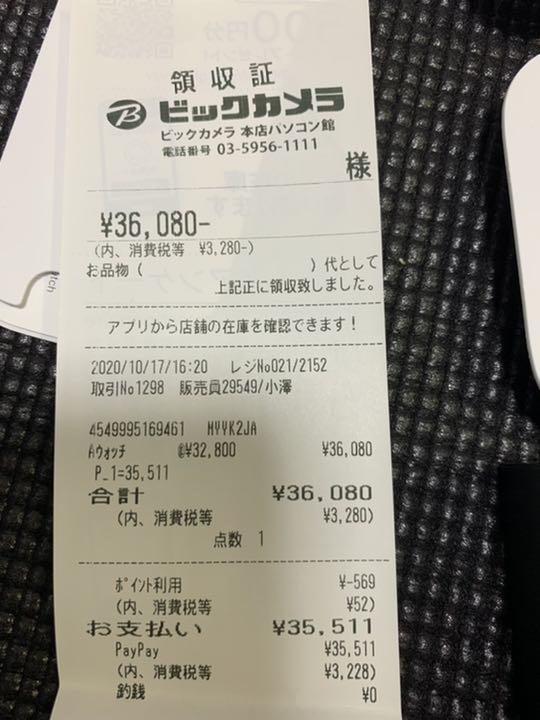 領収証
ビックカメラ
ビックカメラ 本店パソコン館
電話番号 03-5956-1111
様
¥36,080-
(内、消費税等 ¥3,280-)
お品物( )代として
上記正に領収致しました。
アプリから店舗の在庫を確認できます!
2020/10/17/16:20 レジNo021/2152
取引No1298 販売員29549/小澤
4549995169461 MYYK2JA
Aウォッチ @¥32,800 ¥36,080
P_1=35,511
合計 ¥36,080
(内、消費税等 ¥3,280)
点数 1
ポイント利用 ¥-569
(内、消費税等 ¥52)
お支払い ¥35,511
PayPay ¥35,511
(内、消費税等 ¥3,228)
釣銭 ¥0